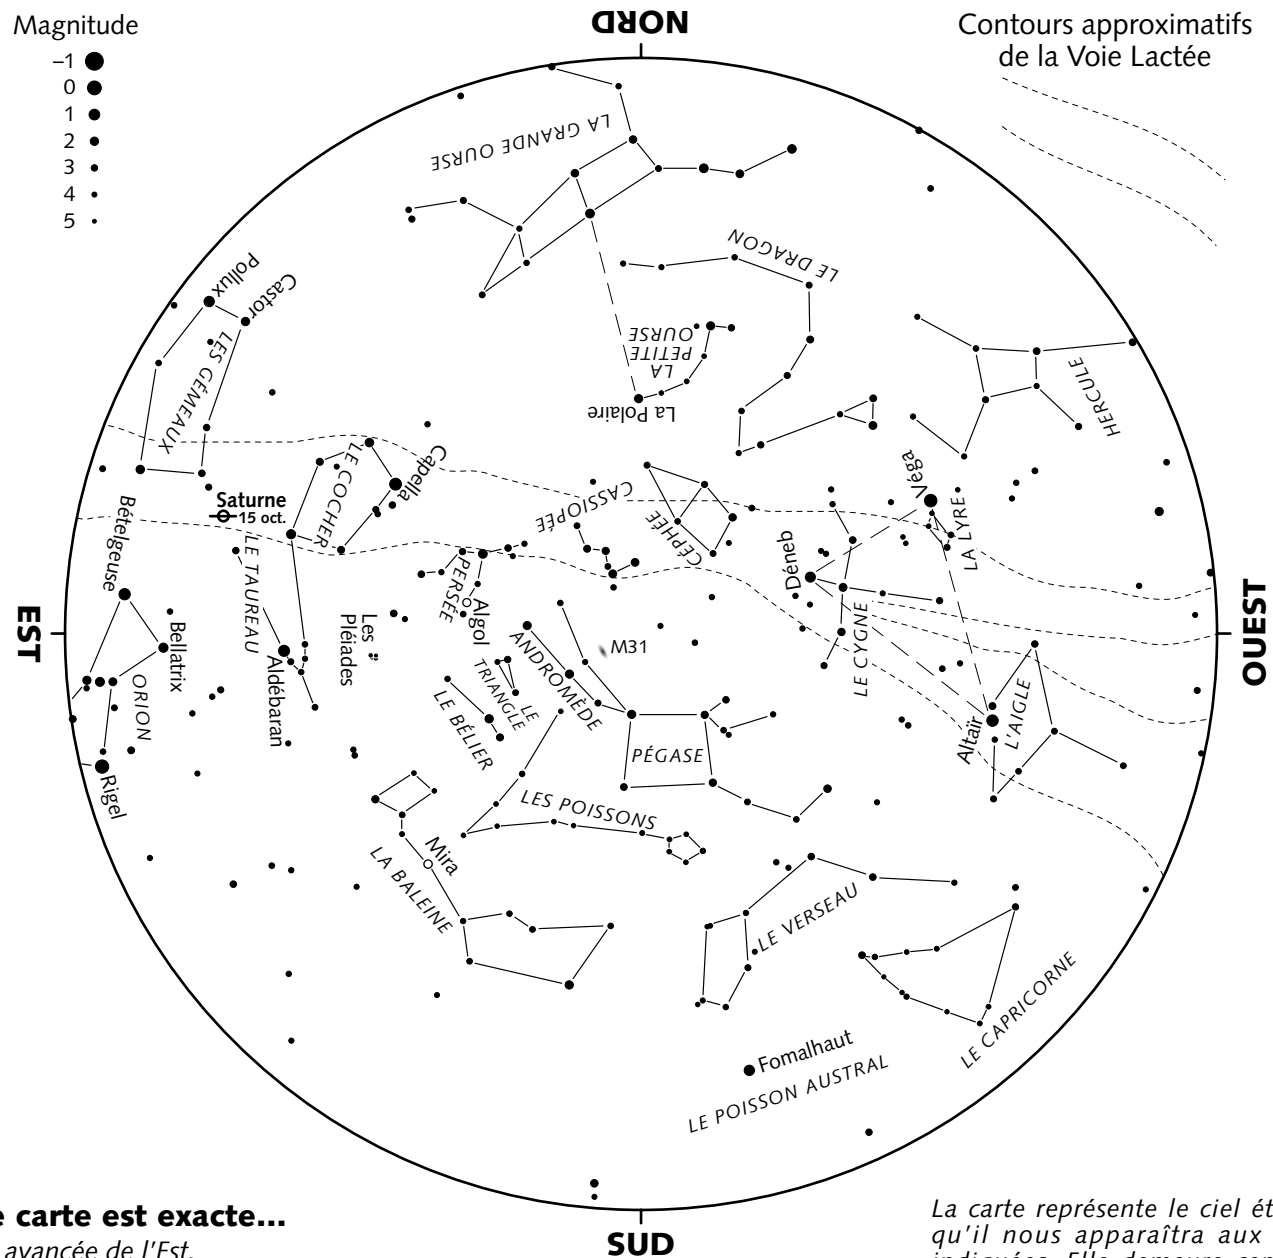 NORD
Magnitude
–1
0
1
2
3
4
5
Contours approximatifs
de la Voie Lactée
LA GRANDE OURSE
LE DRAGON
Pollux
Castor
LES GÉMEAUX
LA
PETITE
OURSE
La Polaire
HERCULE
Capella
LE COCHER
Saturne
15 oct.
CASSIOPÉE
CÉPHÉE
Véga
LA LYRE
Déneb
LE CYGNE
Bételgeuse
Bellatrix
ORION
Rigel
LE TAUREAU
Aldébaran
Les
Pléiades
PERSÉE
Algol
ANDROMÈDE
M31
LE
TRIANGLE
LE BÉLIER
PÉGASE
Altaïr
L'AIGLE
EST
OUEST
LES POISSONS
Mira
LA BALEINE
LE VERSEAU
LE CAPRICORNE
Fomalhaut
LE POISSON AUSTRAL
SUD
e carte est exacte...
avancée de l'Est.
La carte représente le ciel ét
qu'il nous apparaîtra aux